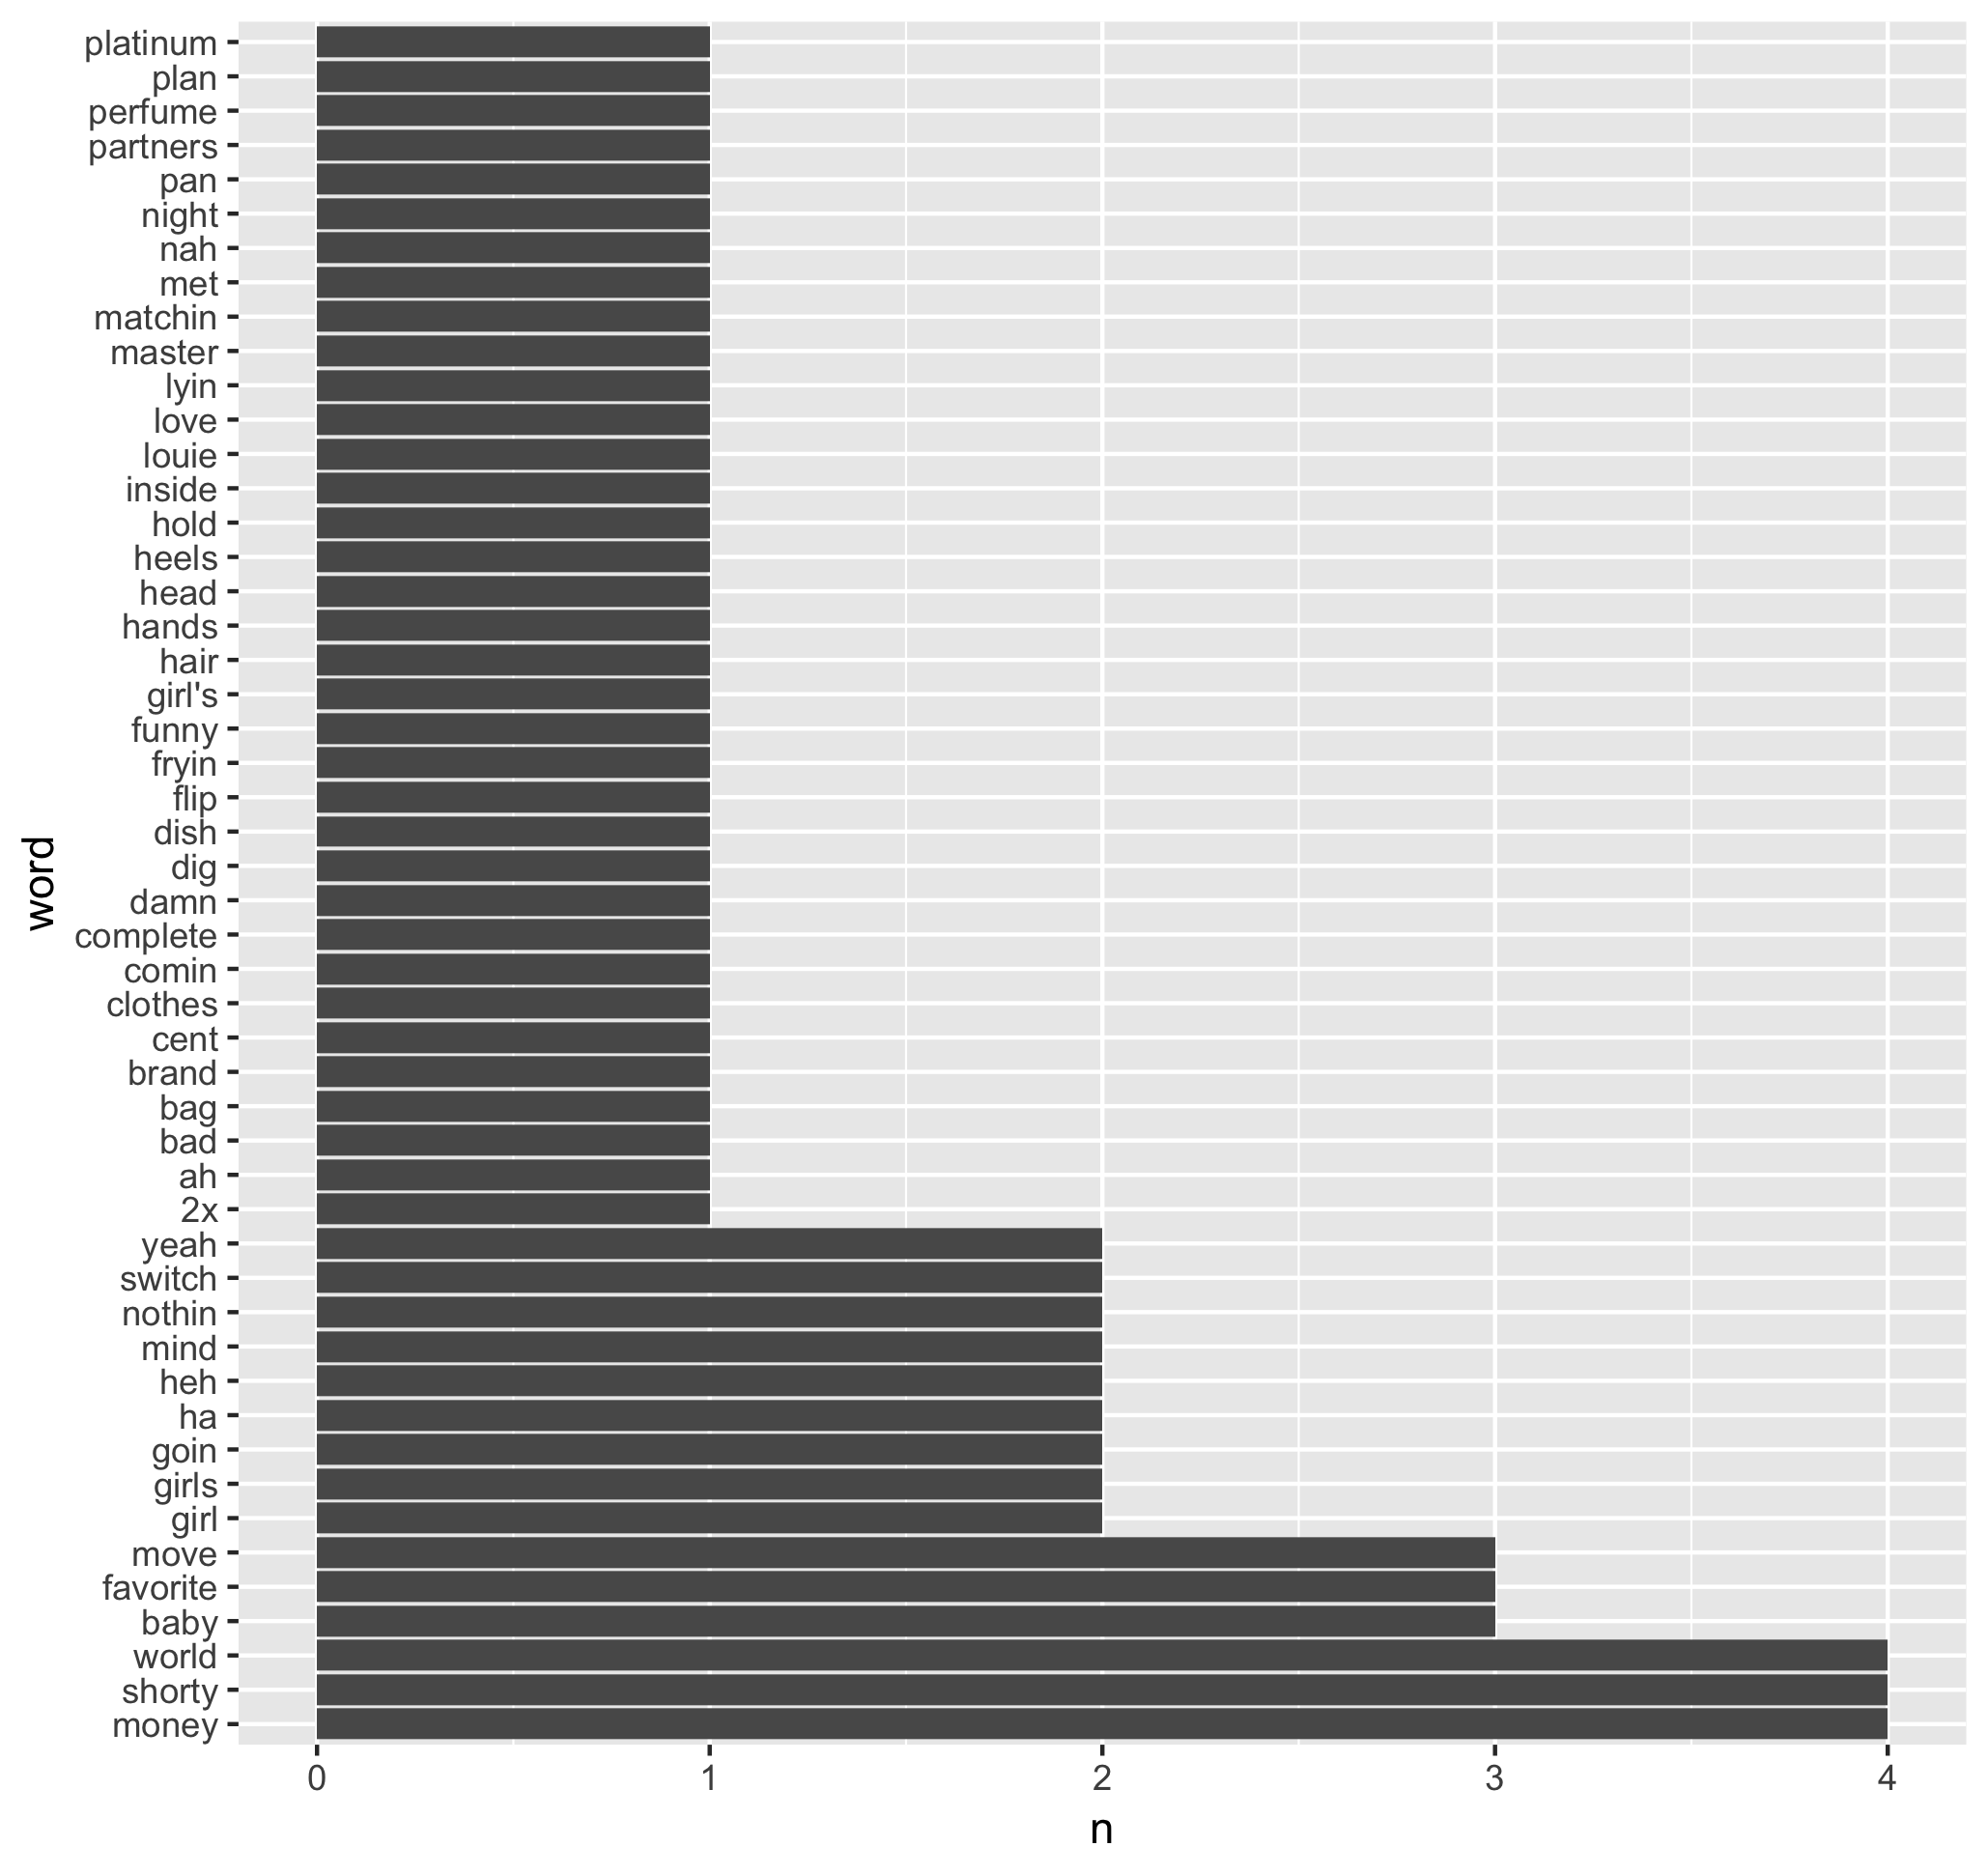 platinum
plan
perfume
partners
pan
night
nah
met
matchin
master
lyin
love
louie
inside
hold
heels
head
hands
hair
girl's
funny
fryin
flip
dish
dig
damn
complete
comin
clothes
cent
brand
bag
bad
ah
2x
yeah
switch
nothin
mind
heh
ha
goin
girls
girl
move
favorite
baby
world
shorty
money
word
0 1 2 3 4
n